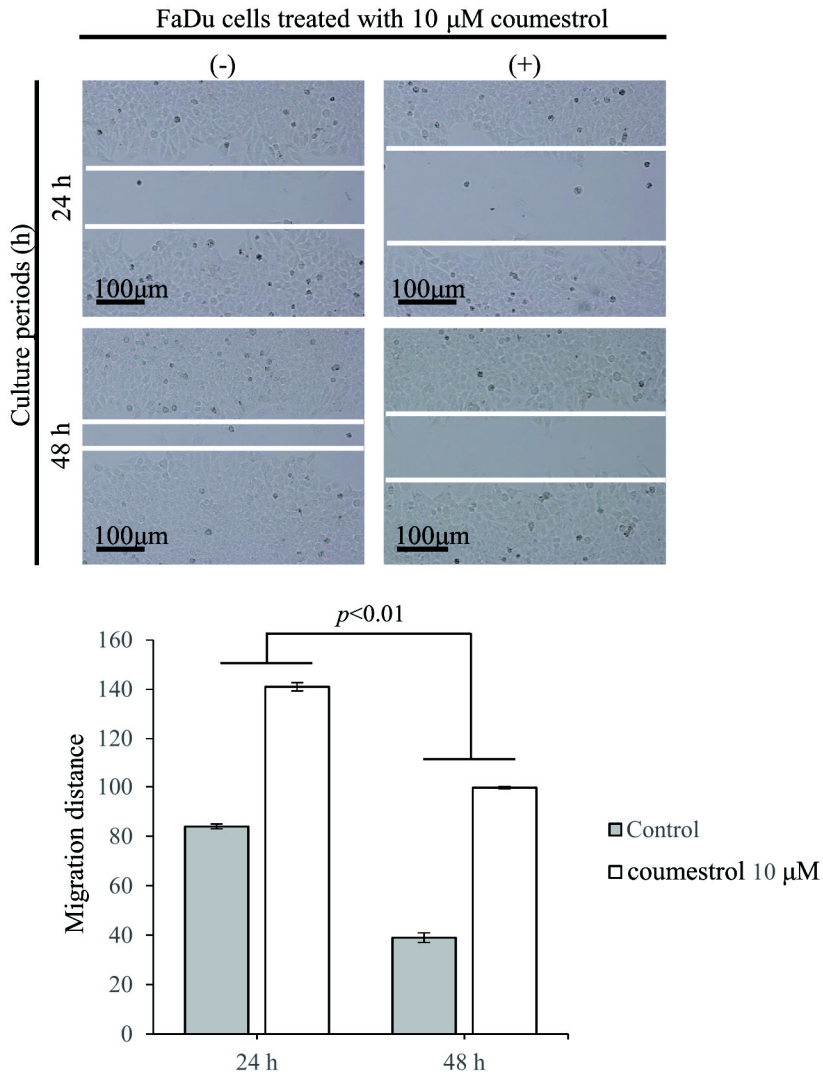 FaDu cells treated with 10 μM coumestrol
(-)
(+)
Culture periods (h)
24 h
100μm
100μm
48 h
100μm
100μm
p<0.01
Migration distance
160
140
120
100
80
60
40
20
0
24 h
48 h
Control
coumestrol 10 μM